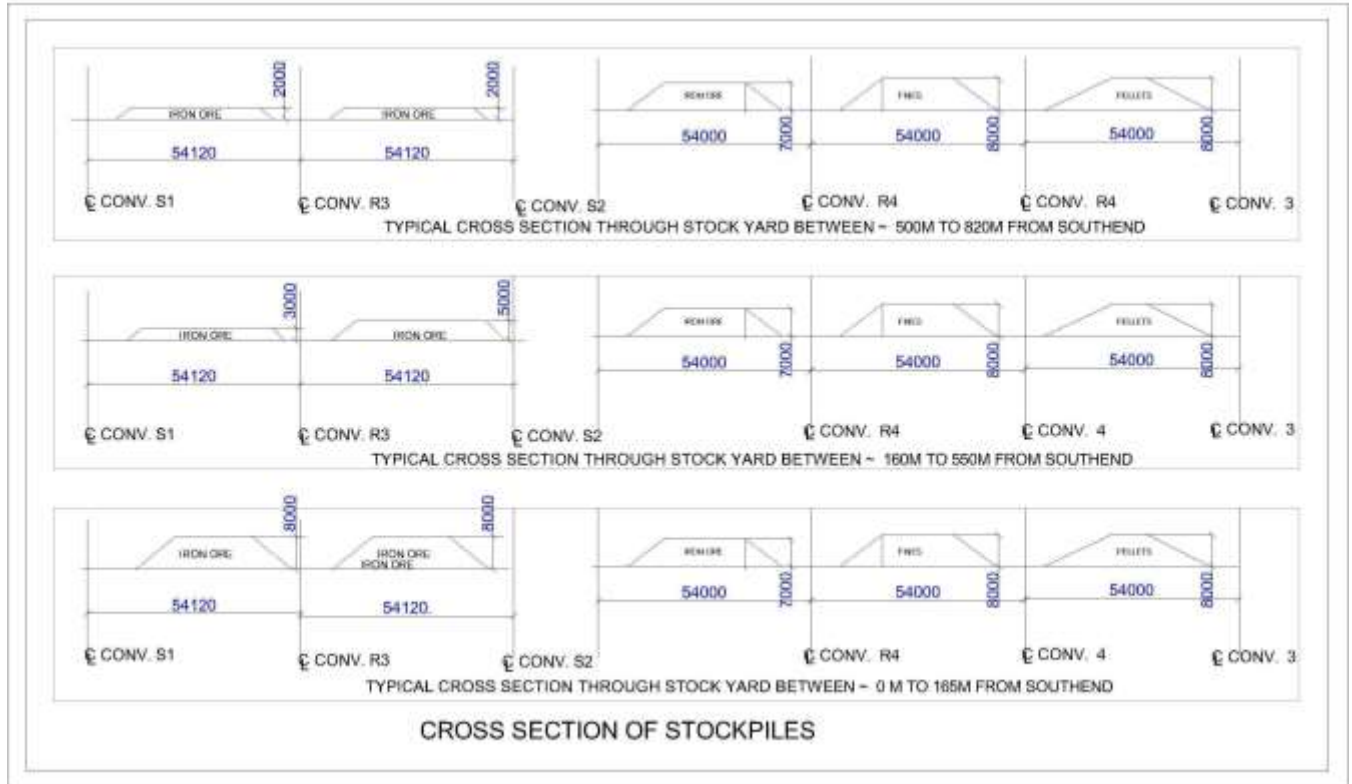 2000
2000
IRON ORE
IRON ORE
IRON ORE
FINES
PELLETS
54120
54120
54000
7000
54000
8000
54000
8000
℄ CONV. S1
℄ CONV. R3
℄ CONV. S2
℄ CONV. R4
℄ CONV. R4
℄ CONV. 3
TYPICAL CROSS SECTION THROUGH STOCK YARD BETWEEN ~ 500M TO 820M FROM SOUTHEND
3000
5000
IRON ORE
IRON ORE
IRON ORE
FINES
PELLETS
54120
54120
54000
7000
54000
8000
54000
8000
℄ CONV. S1
℄ CONV. R3
℄ CONV. S2
℄ CONV. R4
℄ CONV. 4
℄ CONV. 3
TYPICAL CROSS SECTION THROUGH STOCK YARD BETWEEN ~ 160M TO 550M FROM SOUTHEND
8000
8000
IRON ORE
IRON ORE
IRON ORE
IRON ORE
FINES
PELLETS
54120
54120
54000
7000
54000
8000
54000
8000
℄ CONV. S1
℄ CONV. R3
℄ CONV. S2
℄ CONV. R4
℄ CONV. 4
℄ CONV. 3
TYPICAL CROSS SECTION THROUGH STOCK YARD BETWEEN ~ 0 M TO 165M FROM SOUTHEND
CROSS SECTION OF STOCKPILES